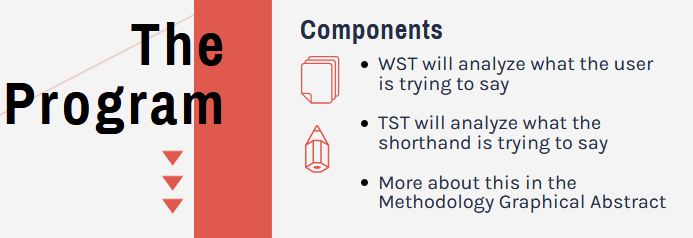 The
Program
Components
• WST will analyze what the user
is trying to say
• TST will analyze what the
shorthand is trying to say
• More about this in the
Methodology Graphical Abstract